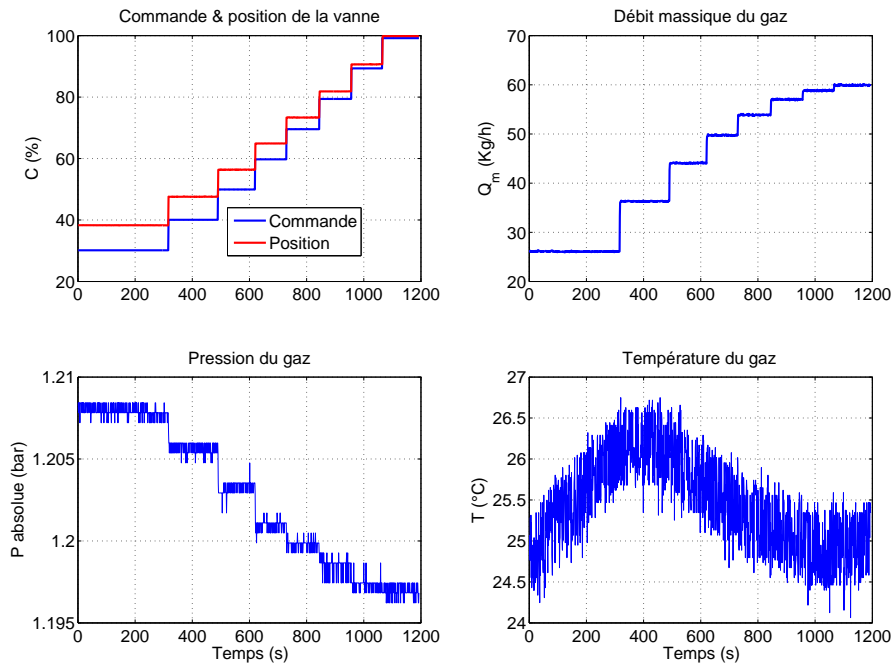 Commande & position de la vanne
C (%)
100
80
60
40
20
0 200 400 600 800 1000 1200
Commande
Position
Débit massique du gaz
Q_m (Kg/h)
70
60
50
40
30
20
0 200 400 600 800 1000 1200
Pression du gaz
P absolue (bar)
1.21
1.205
1.2
1.195
0 200 400 600 800 1000 1200
Temps (s)
Température du gaz
T (°C)
27
26.5
26
25.5
25
24.5
24
0 200 400 600 800 1000 1200
Temps (s)